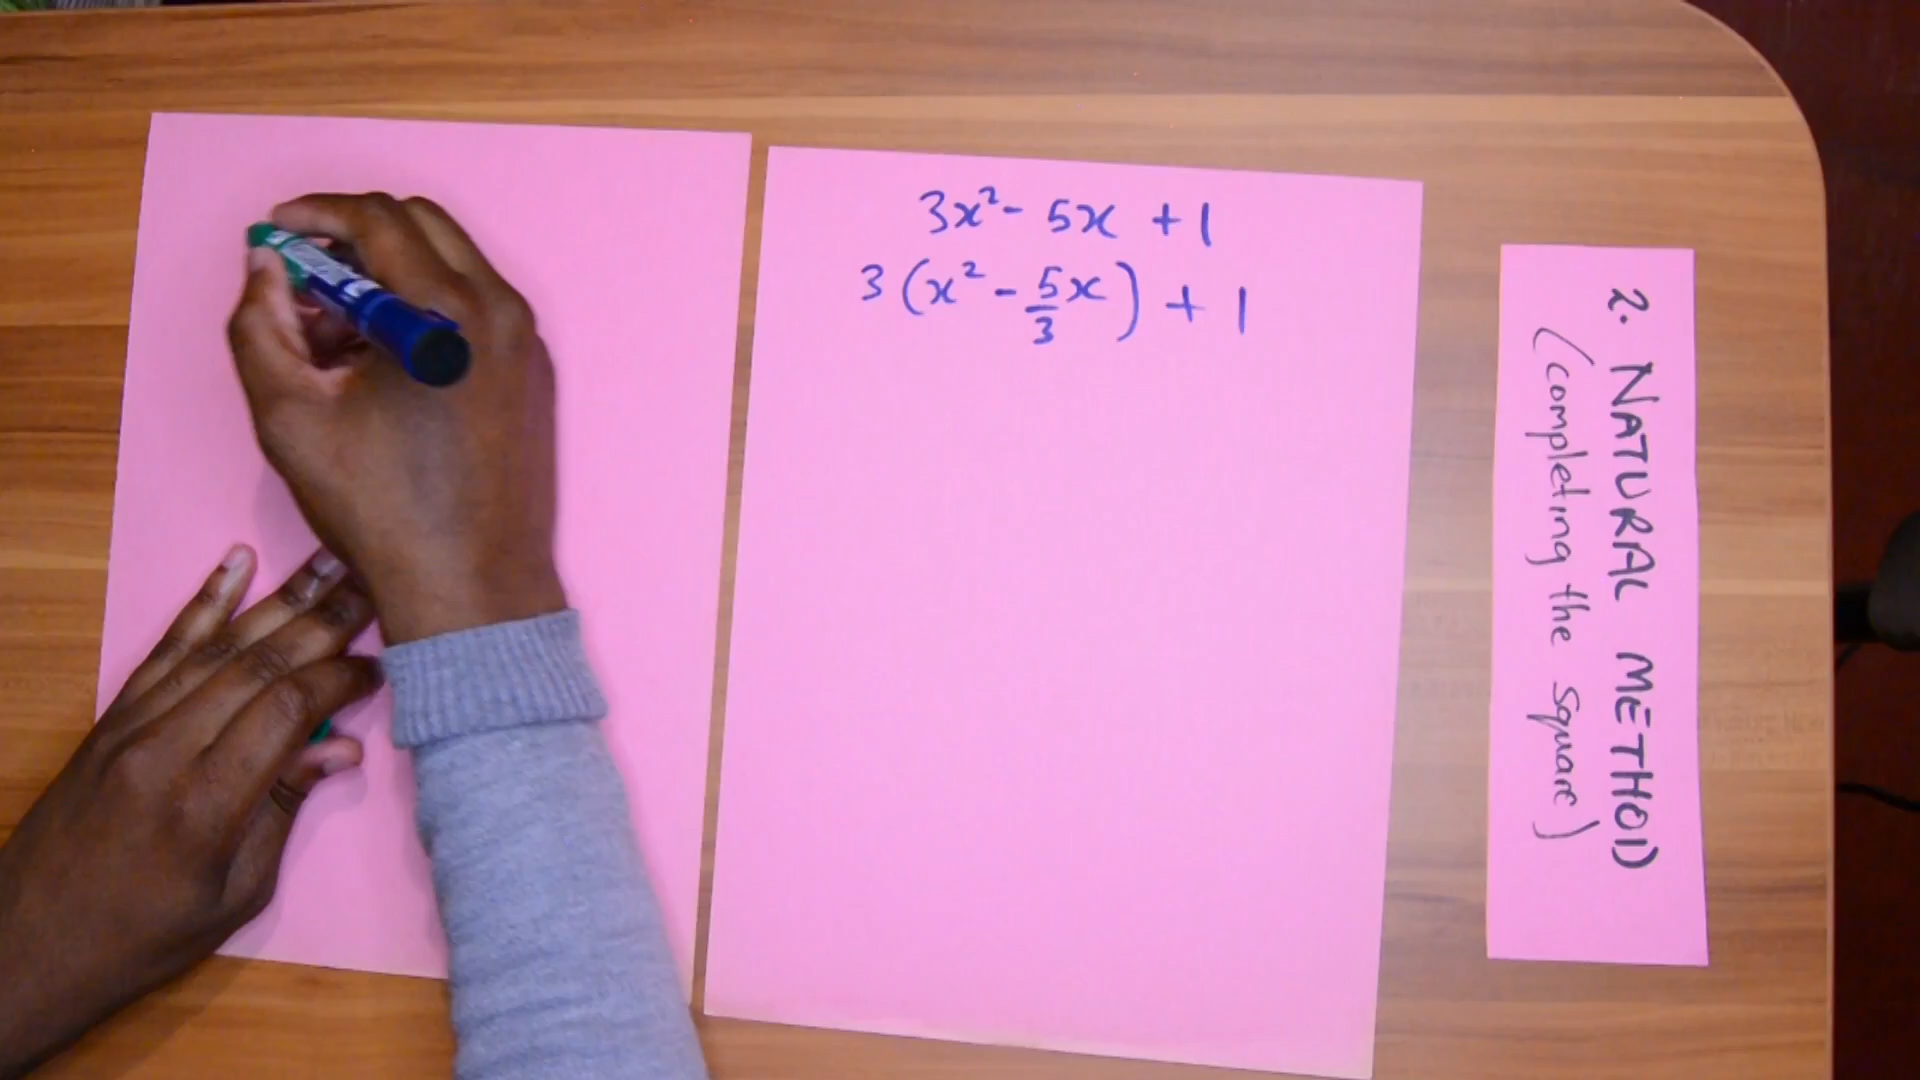 3x² - 5x + 1
3(x² - 5/3 x) + 1
2. NATURAL METHOD
(completing the square)